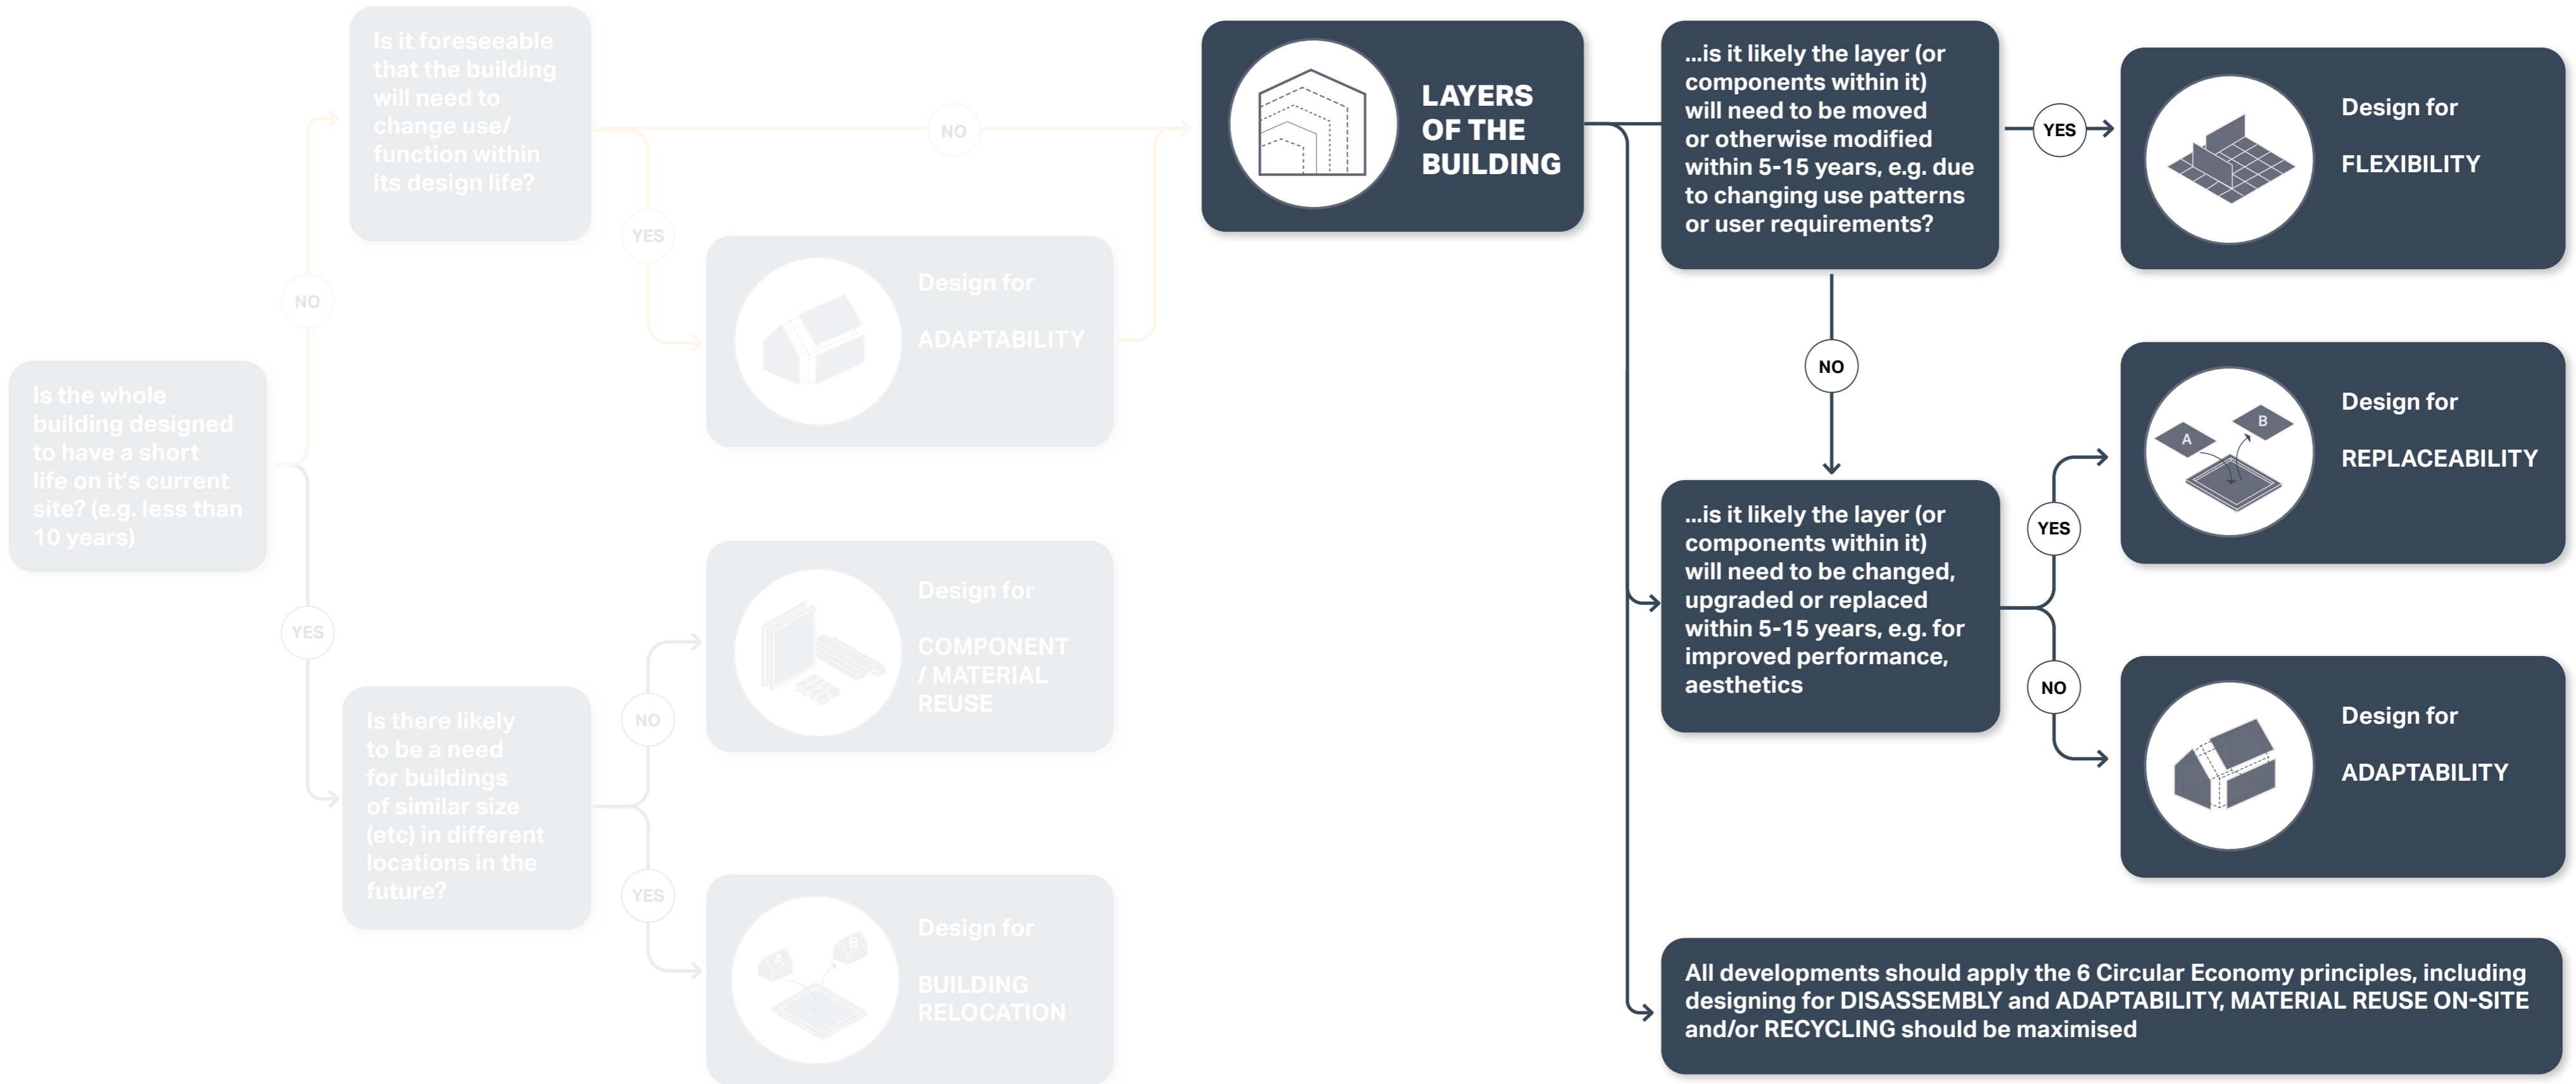 Is the whole
building designed
to have a short
life on it's current
site? (e.g. less than
10 years)
NO
YES
Is it foreseeable
that the building
will need to
change use/
function within
its design life?
NO
YES
Design for
ADAPTABILITY
Is there likely
to be a need
for buildings
of similar size
(etc) in different
locations in the
future?
NO
YES
Design for
COMPONENT
/ MATERIAL
REUSE
A
B
Design for
BUILDING
RELOCATION
LAYERS
OF THE
BUILDING
...is it likely the layer (or
components within it)
will need to be moved
or otherwise modified
within 5-15 years, e.g. due
to changing use patterns
or user requirements?
YES
Design for
FLEXIBILITY
NO
...is it likely the layer (or
components within it)
will need to be changed,
upgraded or replaced
within 5-15 years, e.g. for
improved performance,
aesthetics
YES
A
B
Design for
REPLACEABILITY
NO
Design for
ADAPTABILITY
All developments should apply the 6 Circular Economy principles, including
designing for DISASSEMBLY and ADAPTABILITY, MATERIAL REUSE ON-SITE
and/or RECYCLING should be maximised